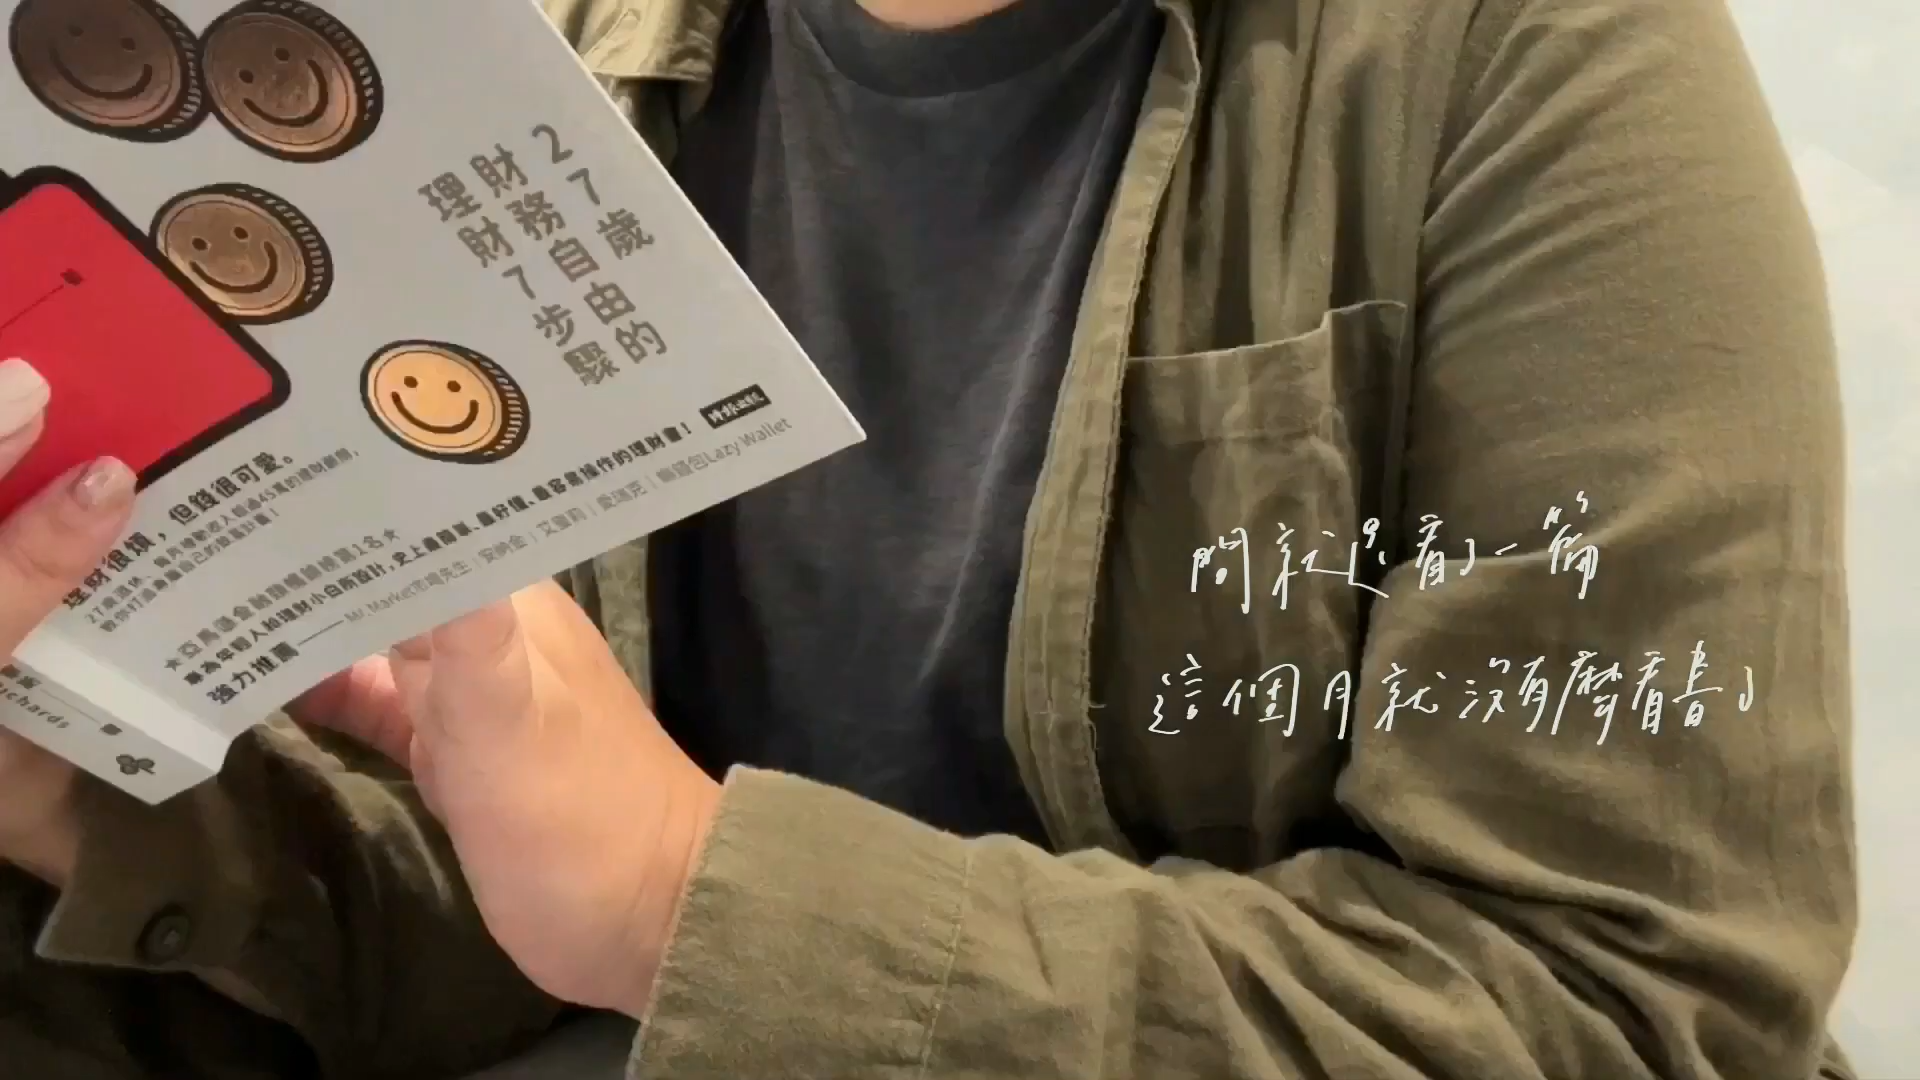 27歲
財務自由的
理財7步驟
時報出版
理財很煩，但錢很可愛。
★亞馬遜金融類暢銷榜第1名★
專為年輕人和理財小白所設計，史上最簡單、最好懂、最容易操作的理財書！
強力推薦——Mr.Market市場先生｜安納金｜艾蜜莉｜愛瑞克｜懶錢包Lazy Wallet
問就是看了一篇
這個月就沒有麼看書了